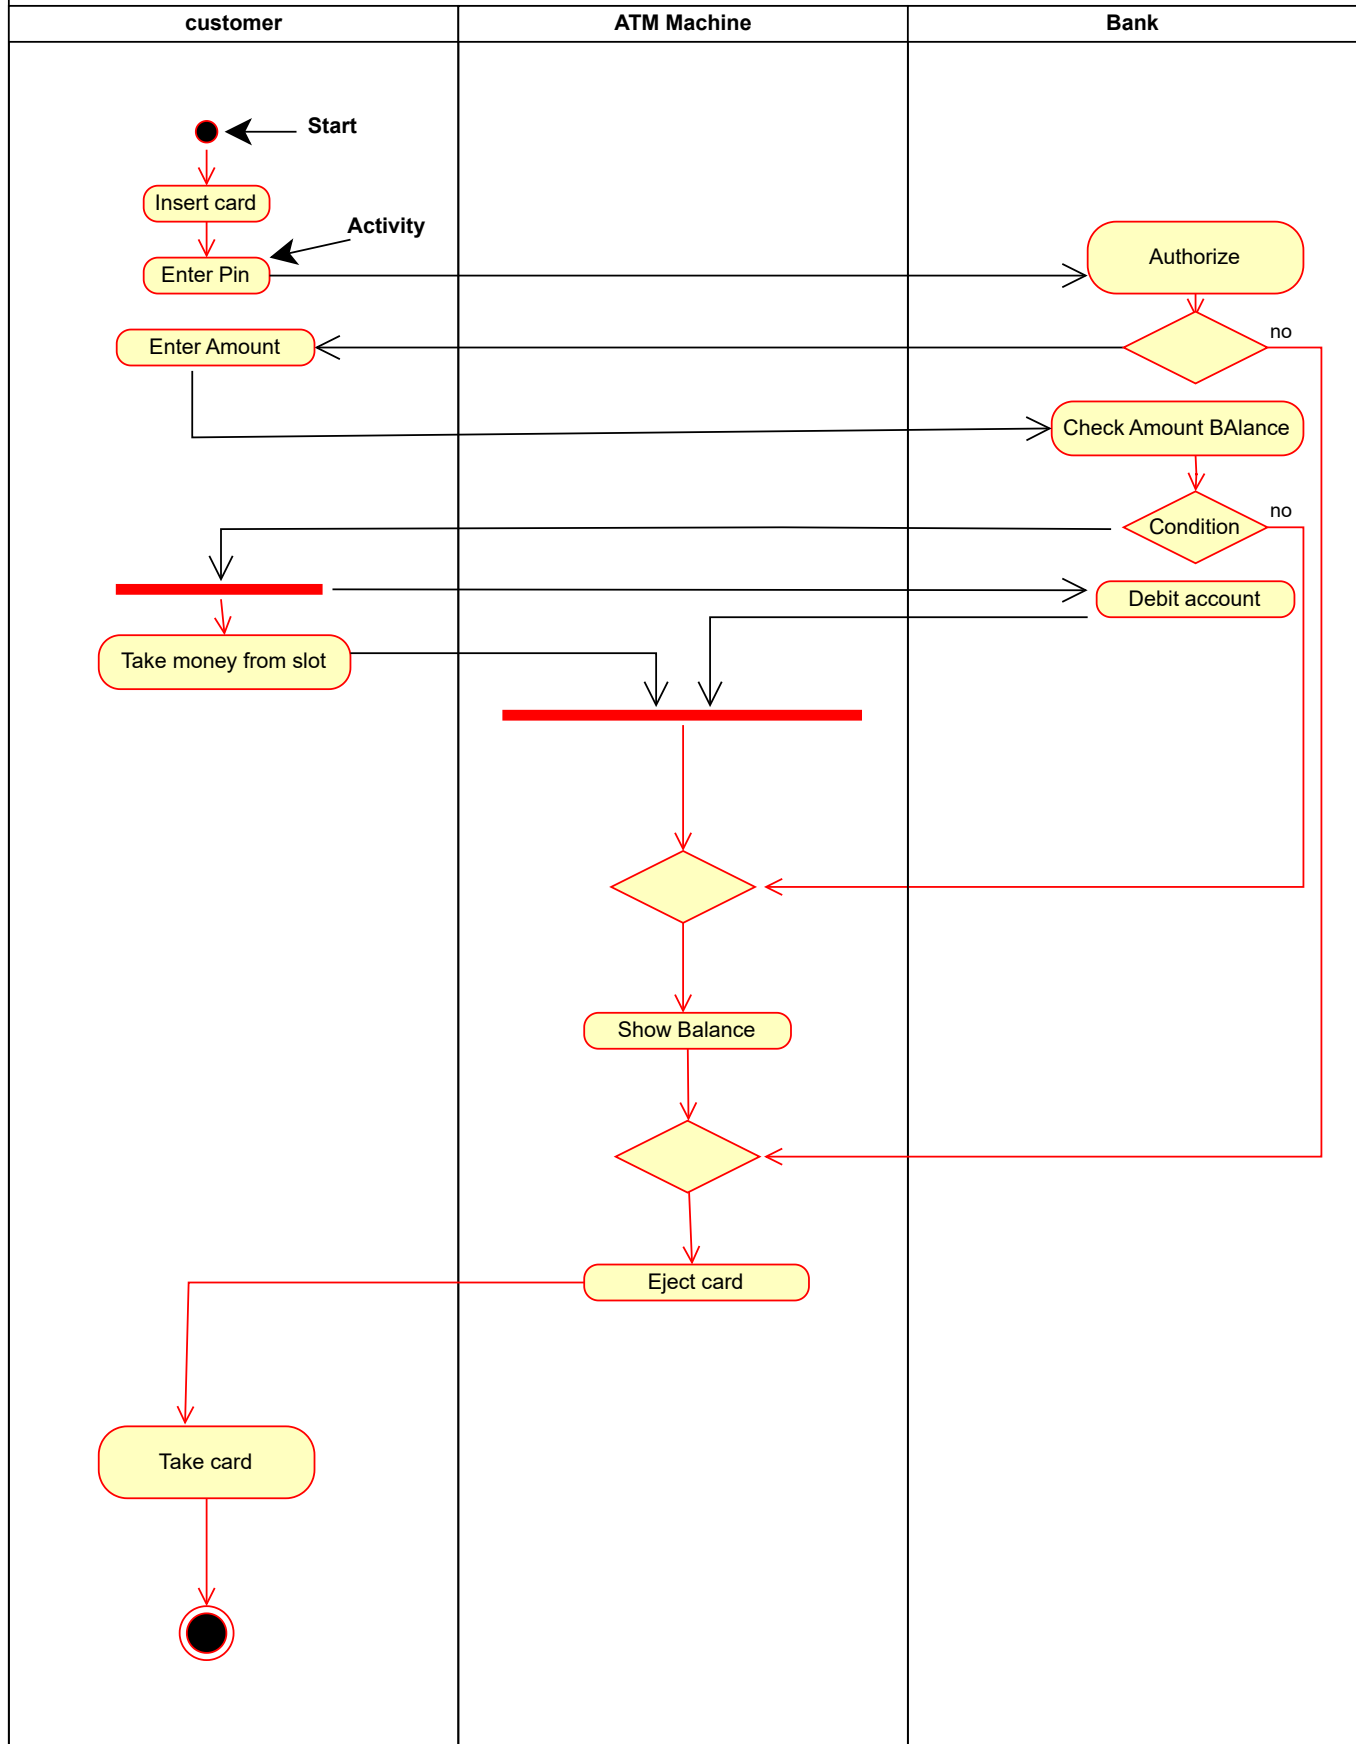 customer
ATM Machine
Bank
Start
Insert card
Activity
Enter Pin
Authorize
Enter Amount
no
Check Amount BAlance
Condition
no
Debit account
Take money from slot
Show Balance
Eject card
Take card